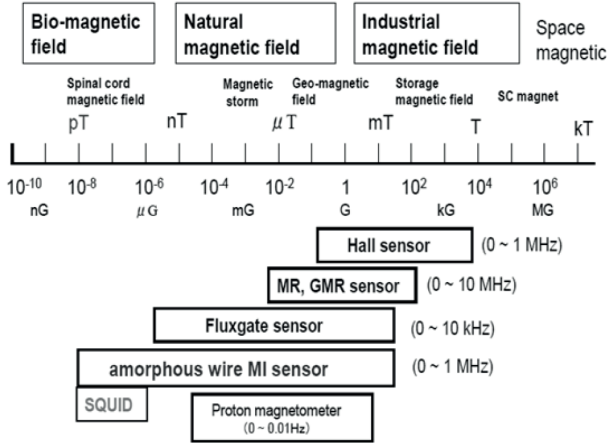 Bio-magnetic
field
Natural
magnetic field
Industrial
magnetic field
Space
magnetic
Spinal cord
magnetic field
Magnetic
storm
Geo-magnetic
field
Storage
magnetic field
SC magnet
pT nT μT mT T kT
10⁻¹⁰ 10⁻⁸ 10⁻⁶ 10⁻⁴ 10⁻² 1 10² 10⁴ 10⁶
nG μG mG G kG MG
Hall sensor (0 ~ 1 MHz)
MR, GMR sensor (0 ~ 10 MHz)
Fluxgate sensor (0 ~ 10 kHz)
amorphous wire MI sensor (0 ~ 1 MHz)
SQUID
Proton magnetometer
(0 ~ 0.01Hz)